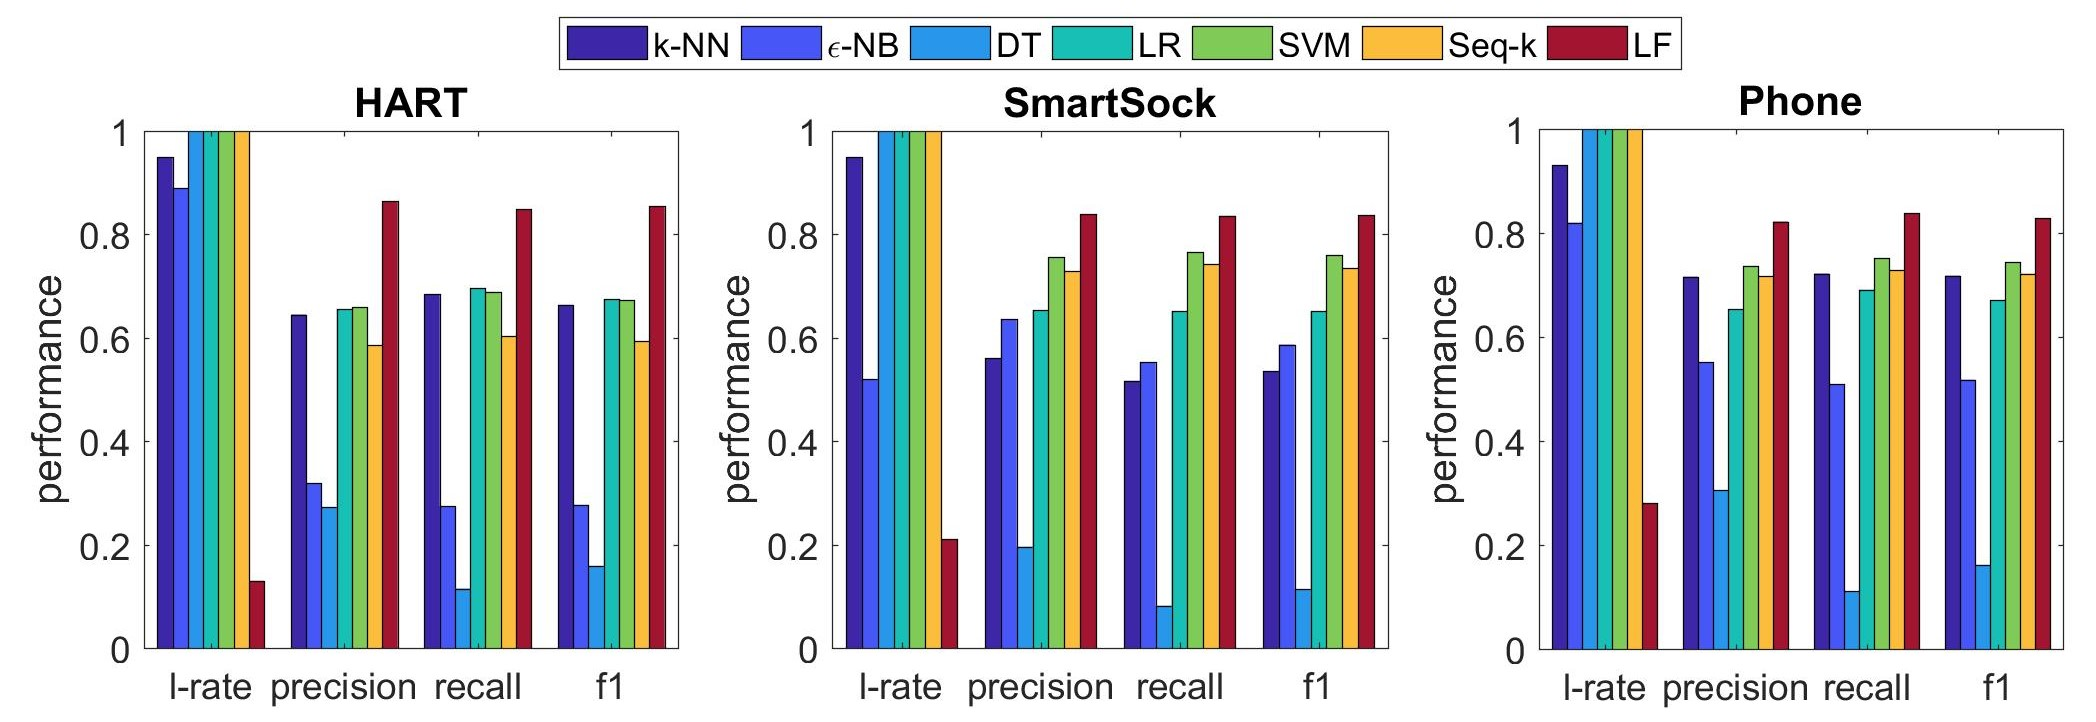 k-NN ϵ-NB DT LR SVM Seq-k LF
HART
1
0.8
0.6
0.4
0.2
0
performance
l-rate precision recall f1
SmartSock
1
0.8
0.6
0.4
0.2
0
performance
l-rate precision recall f1
Phone
1
0.8
0.6
0.4
0.2
0
performance
l-rate precision recall f1